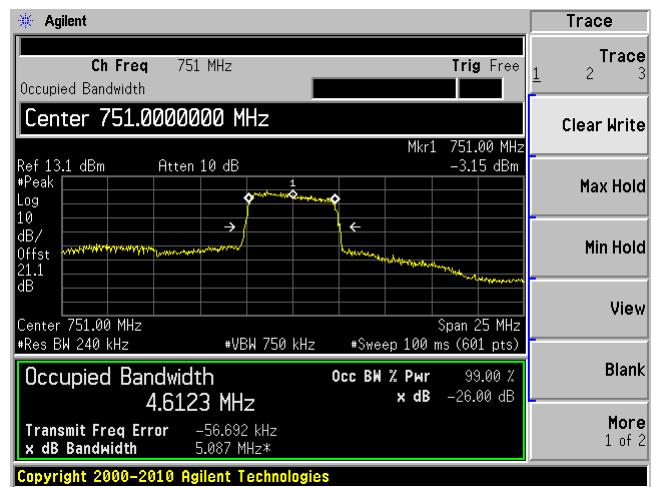 Agilent
Trace
Ch Freq 751 MHz Trig Free
Occupied Bandwidth
Center 751.0000000 MHz
Mkr1 751.00 MHz
Ref 13.1 dBm Atten 10 dB -3.15 dBm
#Peak
Log
10
dB/
Offst
21.1
dB
1
Center 751.00 MHz Span 25 MHz
#Res BW 240 kHz #VBW 750 kHz #Sweep 100 ms (601 pts)
Occupied Bandwidth Occ BW % Pwr 99.00 %
4.6123 MHz x dB -26.00 dB
Transmit Freq Error -56.692 kHz
x dB Bandwidth 5.087 MHz*
Copyright 2000-2010 Agilent Technologies
Trace
1 2 3
Clear Write
Max Hold
Min Hold
View
Blank
More
1 of 2